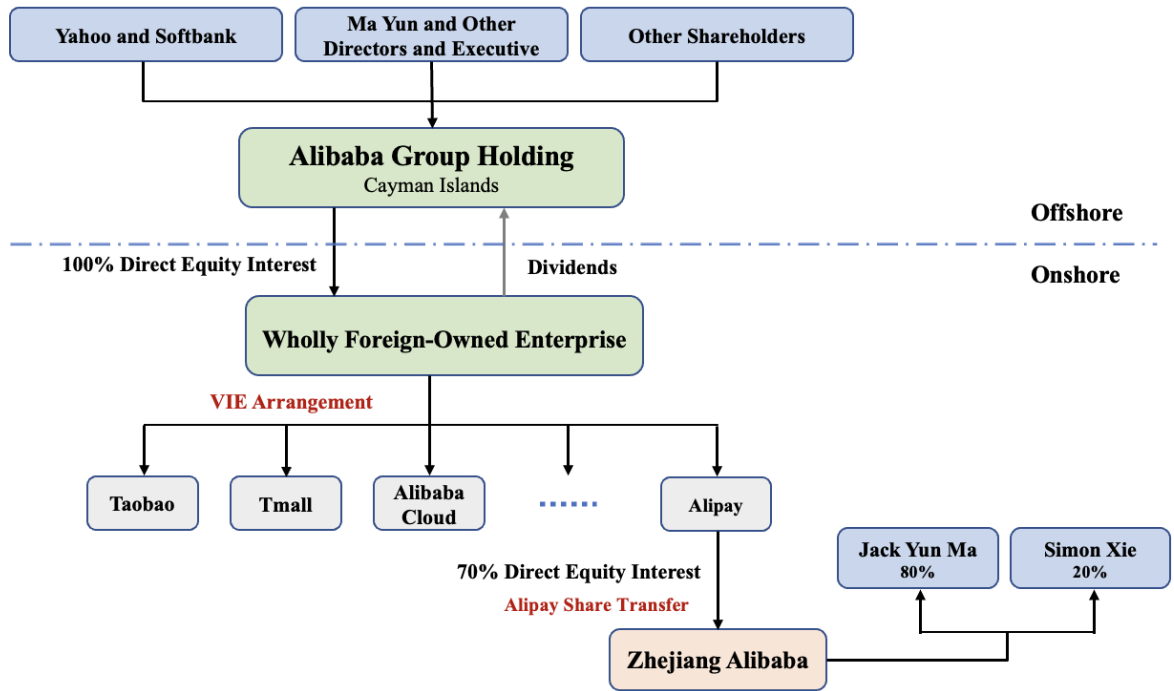 Yahoo and Softbank
Ma Yun and Other
Directors and Executive
Other Shareholders
Alibaba Group Holding
Cayman Islands
Offshore
100% Direct Equity Interest
Dividends
Onshore
Wholly Foreign-Owned Enterprise
VIE Arrangement
Taobao
Tmall
Alibaba
Cloud
Alipay
70% Direct Equity Interest
Alipay Share Transfer
Jack Yun Ma
80%
Simon Xie
20%
Zhejiang Alibaba